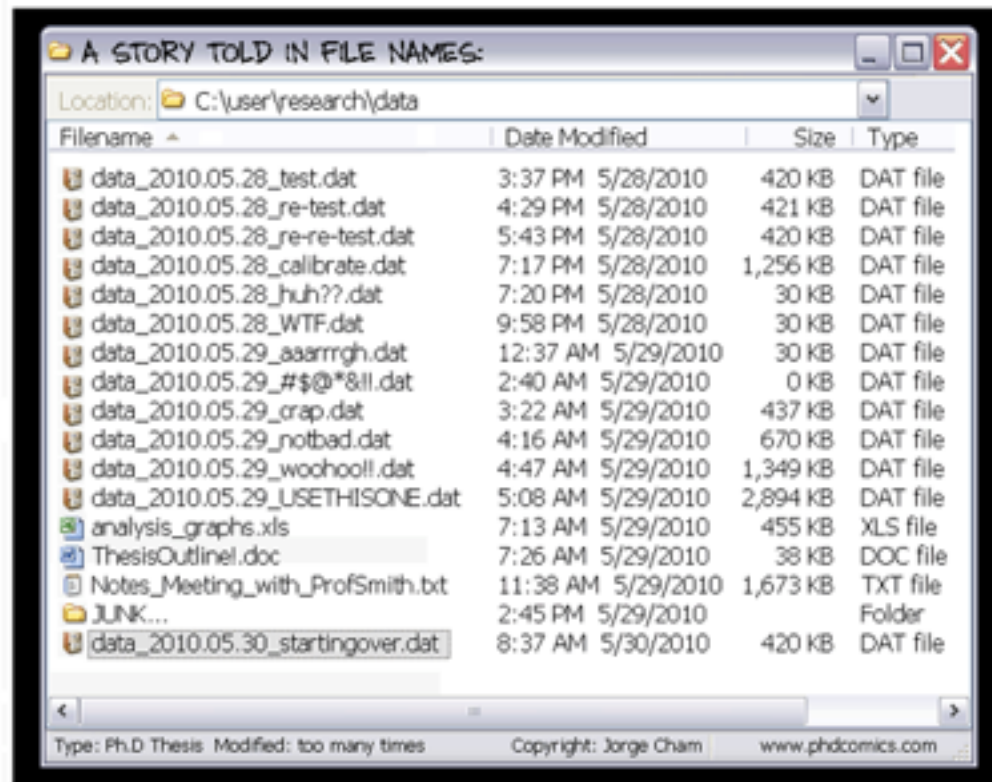 A STORY TOLD IN FILE NAMES:
Location: C:\user\research\data
Filename Date Modified Size Type
data_2010.05.28_test.dat 3:37 PM 5/28/2010 420 KB DAT file
data_2010.05.28_re-test.dat 4:29 PM 5/28/2010 421 KB DAT file
data_2010.05.28_re-re-test.dat 5:43 PM 5/28/2010 420 KB DAT file
data_2010.05.28_calibrate.dat 7:17 PM 5/28/2010 1,256 KB DAT file
data_2010.05.28_huh??.dat 7:20 PM 5/28/2010 30 KB DAT file
data_2010.05.28_WTF.dat 9:58 PM 5/28/2010 30 KB DAT file
data_2010.05.29_aaarrrgh.dat 12:37 AM 5/29/2010 30 KB DAT file
data_2010.05.29_#$@*&!!.dat 2:40 AM 5/29/2010 0 KB DAT file
data_2010.05.29_crap.dat 3:22 AM 5/29/2010 437 KB DAT file
data_2010.05.29_notbad.dat 4:16 AM 5/29/2010 670 KB DAT file
data_2010.05.29_woohoo!!.dat 4:47 AM 5/29/2010 1,349 KB DAT file
data_2010.05.29_USETHISONE.dat 5:08 AM 5/29/2010 2,894 KB DAT file
analysis_graphs.xls 7:13 AM 5/29/2010 455 KB XLS file
ThesisOutline!.doc 7:26 AM 5/29/2010 38 KB DOC file
Notes_Meeting_with_ProfSmith.txt 11:38 AM 5/29/2010 1,673 KB TXT file
JUNK... 2:45 PM 5/29/2010 Folder
data_2010.05.30_startingover.dat 8:37 AM 5/30/2010 420 KB DAT file
Type: Ph.D Thesis Modified: too many times Copyright: Jorge Cham www.phdcomics.com